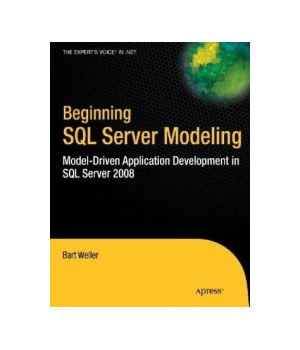 THE EXPERT'S VOICE® IN .NET
Beginning
SQL Server Modeling
Model-Driven Application Development in
SQL Server 2008
Bart Weller
Apress®